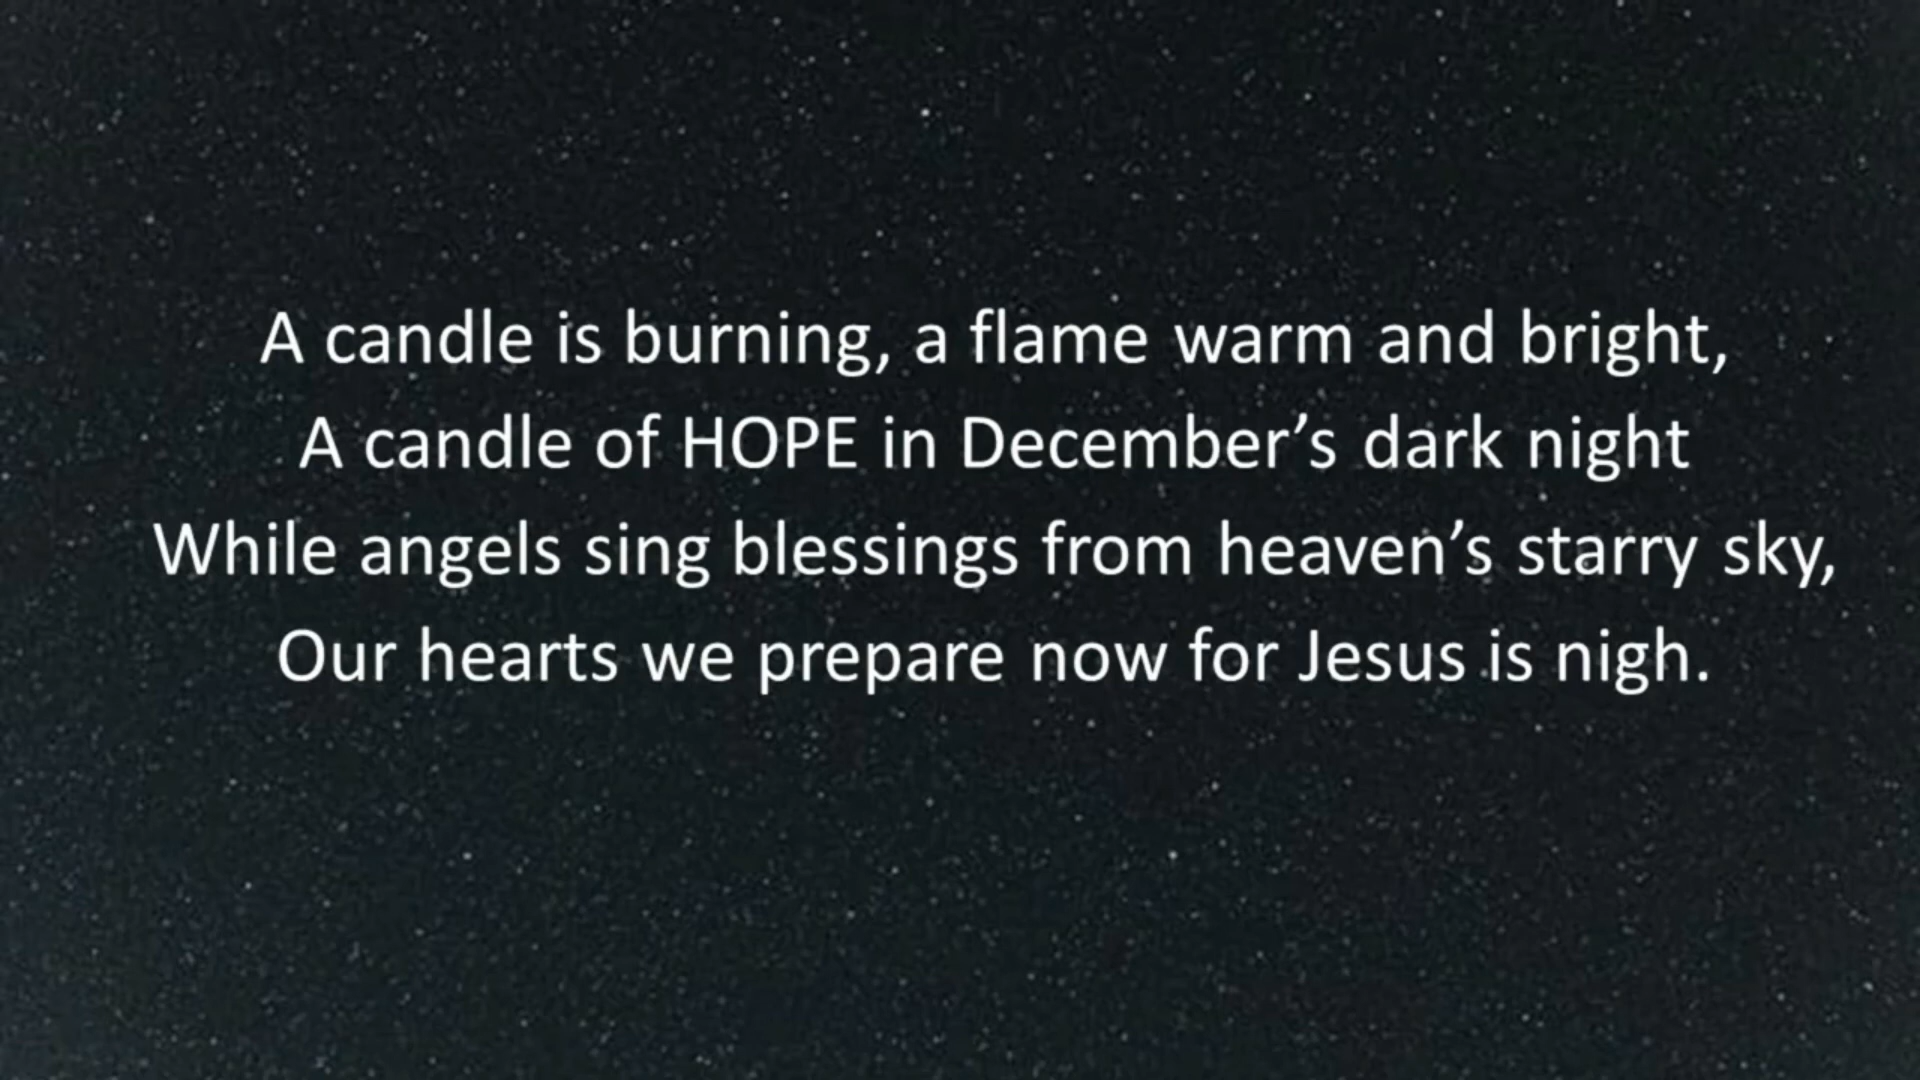 A candle is burning, a flame warm and bright,
A candle of HOPE in December’s dark night
While angels sing blessings from heaven’s starry sky,
Our hearts we prepare now for Jesus is nigh.